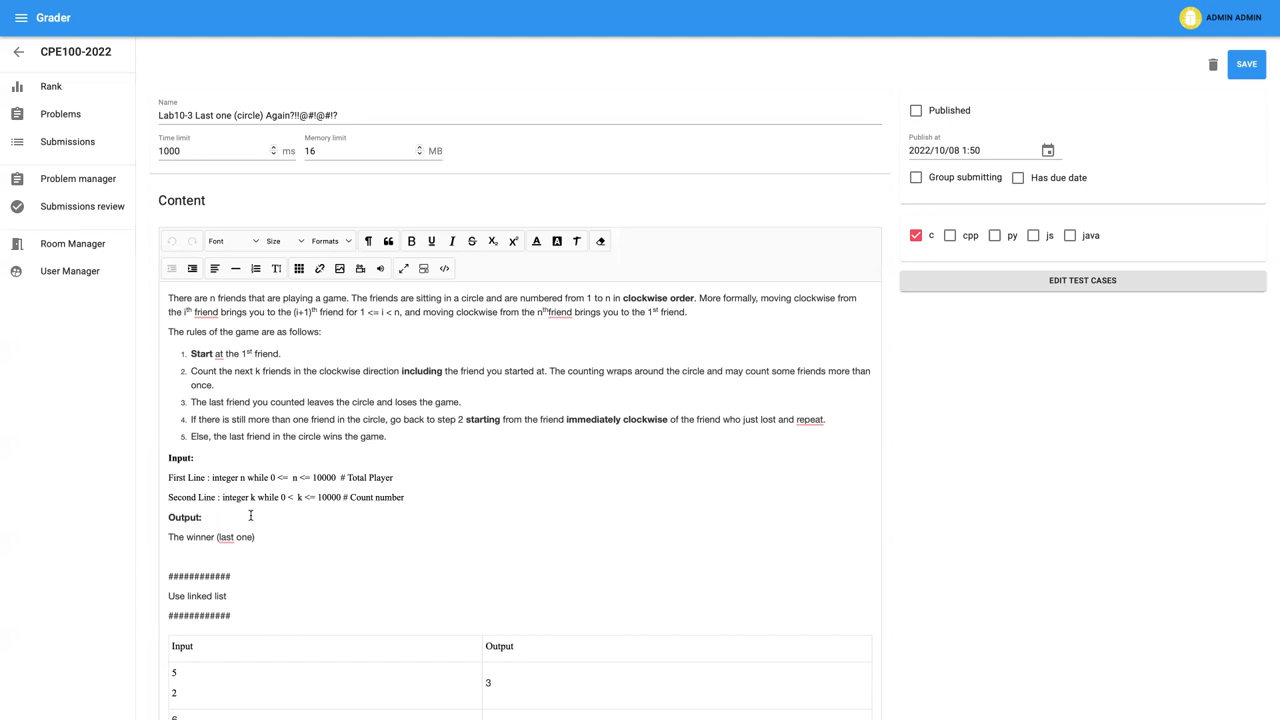 Grader
ADMIN ADMIN
CPE100-2022
SAVE
Rank
Problems
Submissions
Problem manager
Submissions review
Room Manager
User Manager
Name
Lab10-3 Last one (circle) Again?!!@#!@#!?
Time limit
Memory limit
1000 ms 16 MB
Published
Publish at
2022/10/08 1:50
Group submitting Has due date
c cpp py js java
EDIT TEST CASES
Content
Font Size Formats
There are n friends that are playing a game. The friends are sitting in a circle and are numbered from 1 to n in clockwise order. More formally, moving clockwise from
the ith friend brings you to the (i+1)th friend for 1 <= i < n, and moving clockwise from the nthfriend brings you to the 1st friend.
The rules of the game are as follows:
1. Start at the 1st friend.
2. Count the next k friends in the clockwise direction including the friend you started at. The counting wraps around the circle and may count some friends more than
once.
3. The last friend you counted leaves the circle and loses the game.
4. If there is still more than one friend in the circle, go back to step 2 starting from the friend immediately clockwise of the friend who just lost and repeat.
5. Else, the last friend in the circle wins the game.
Input:
First Line : integer n while 0 <= n <= 10000 # Total Player
Second Line : integer k while 0 < k <= 10000 # Count number
Output:
The winner (last one)
############
Use linked list
############
Input Output
5
2
3
6